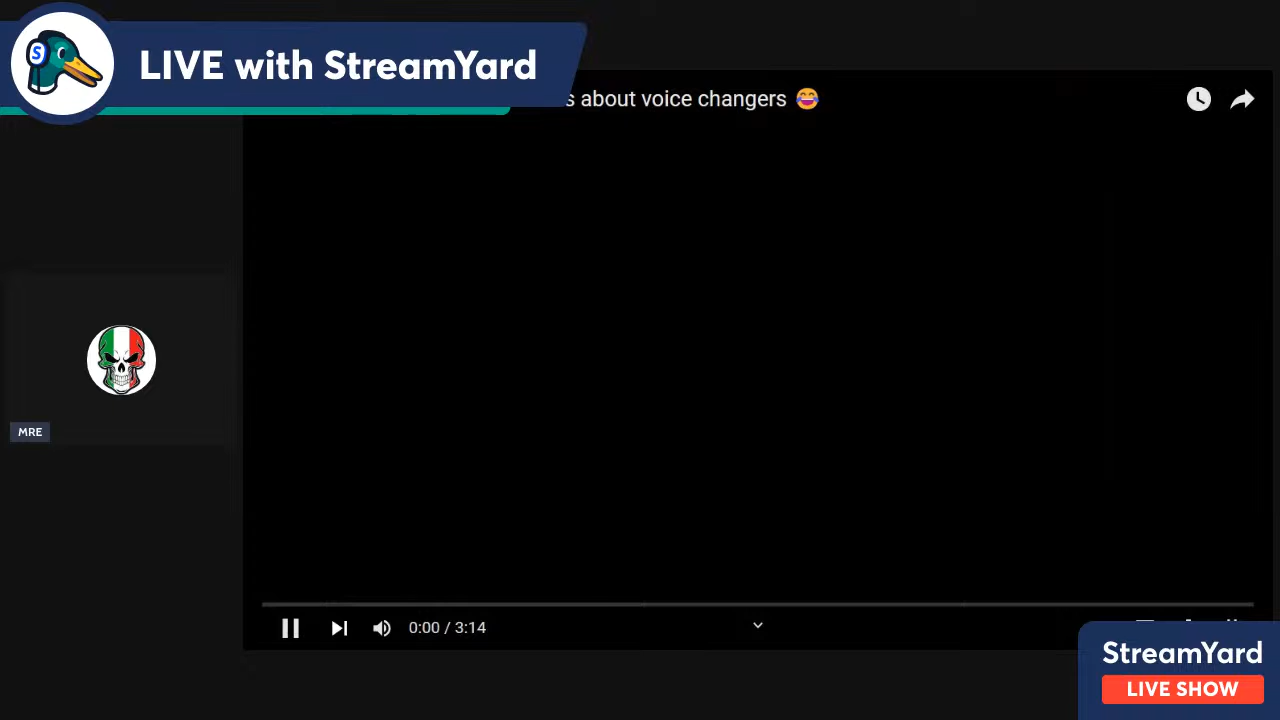 LIVE with StreamYard
s about voice changers 😂
MRE
0:00 / 3:14
StreamYard
LIVE SHOW